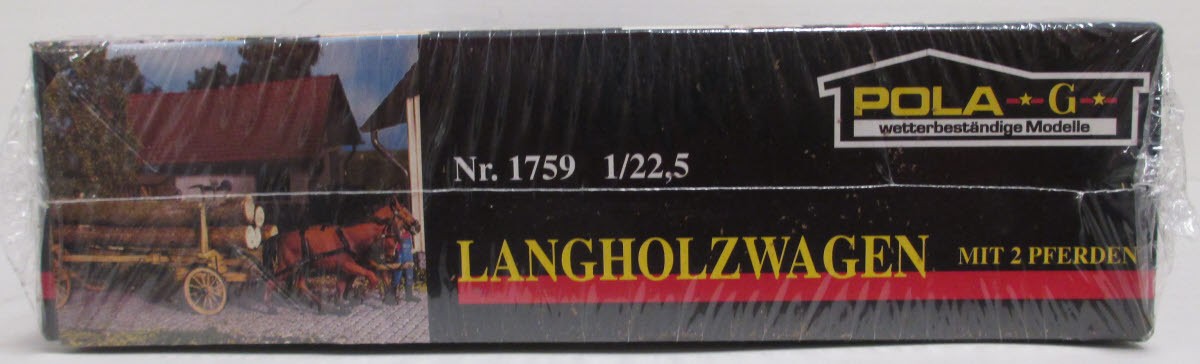 POLA G
wetterbeständige Modelle
Nr. 1759 1/22,5
LANGHOLZWAGEN MIT 2 PFERDEN